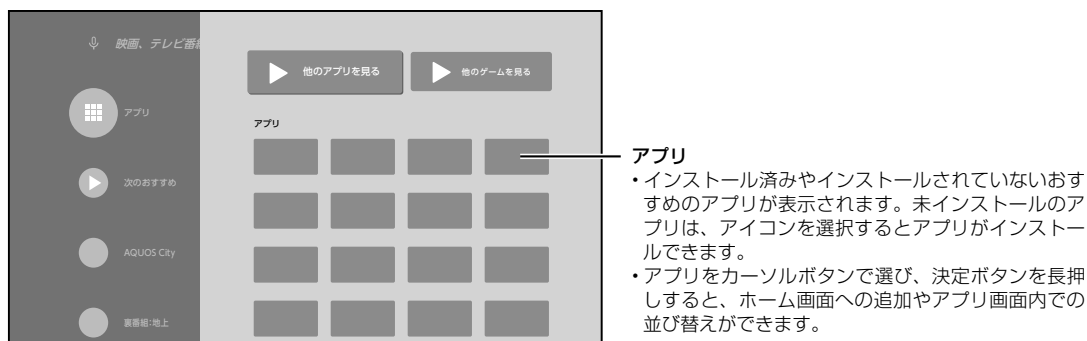 映画、テレビ番
他のアプリを見る
他のゲームを見る
アプリ
アプリ
次のおすすめ
AQUOS City
裏番組:地上
アプリ
・インストール済みやインストールされていないおす
すめのアプリが表示されます。未インストールのア
プリは、アイコンを選択するとアプリがインストー
ルできます。
・アプリをカーソルボタンで選び、決定ボタンを長押
しすると、ホーム画面への追加やアプリ画面内での
並び替えができます。